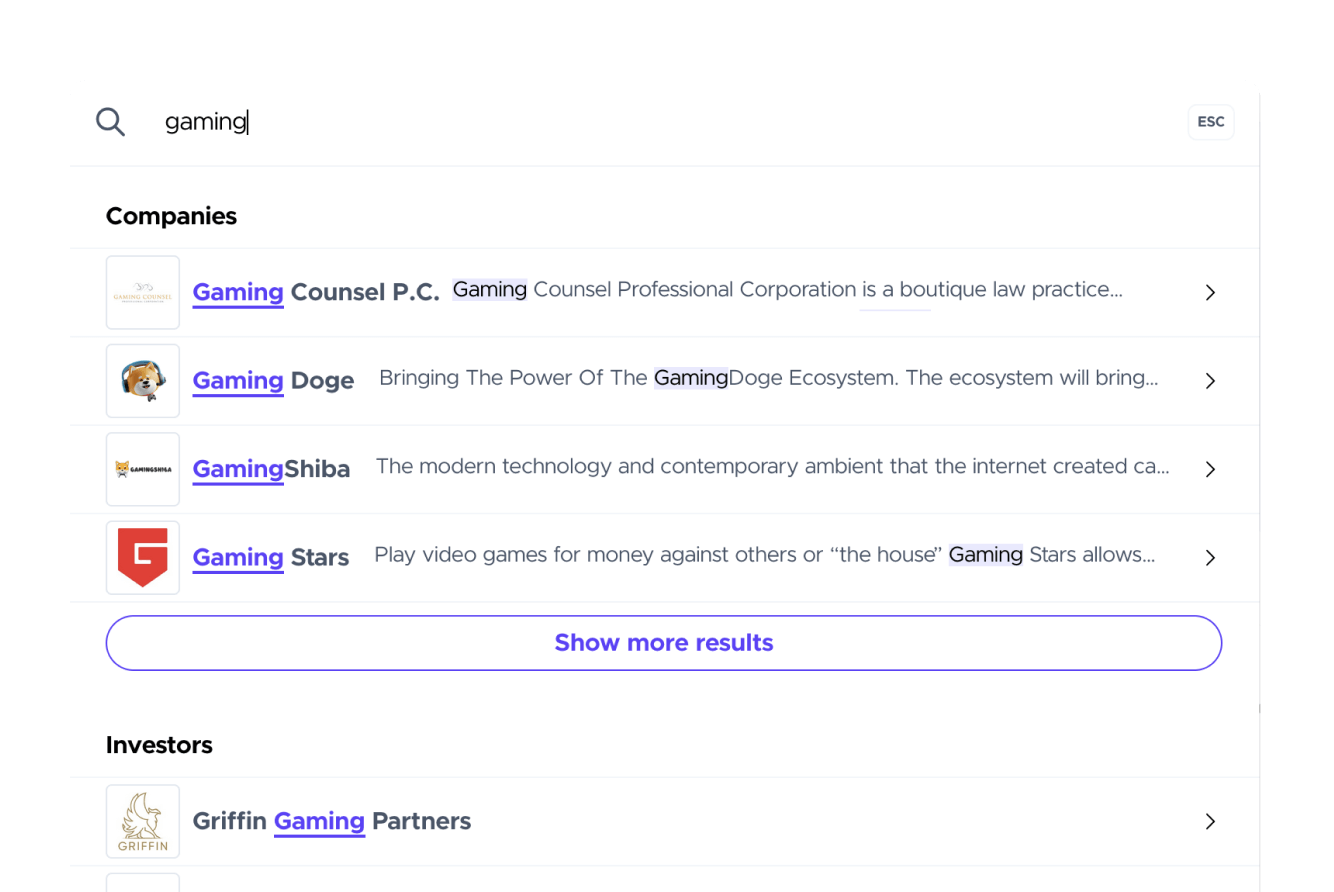 gaming
ESC
Companies
GAMING COUNSEL
Gaming Counsel P.C. Gaming Counsel Professional Corporation is a boutique law practice...
Gaming Doge Bringing The Power Of The GamingDoge Ecosystem. The ecosystem will bring...
GAMINGSHIBA
GamingShiba The modern technology and contemporary ambient that the internet created ca...
Gaming Stars Play video games for money against others or “the house” Gaming Stars allows...
Show more results
Investors
GRIFFIN
Griffin Gaming Partners